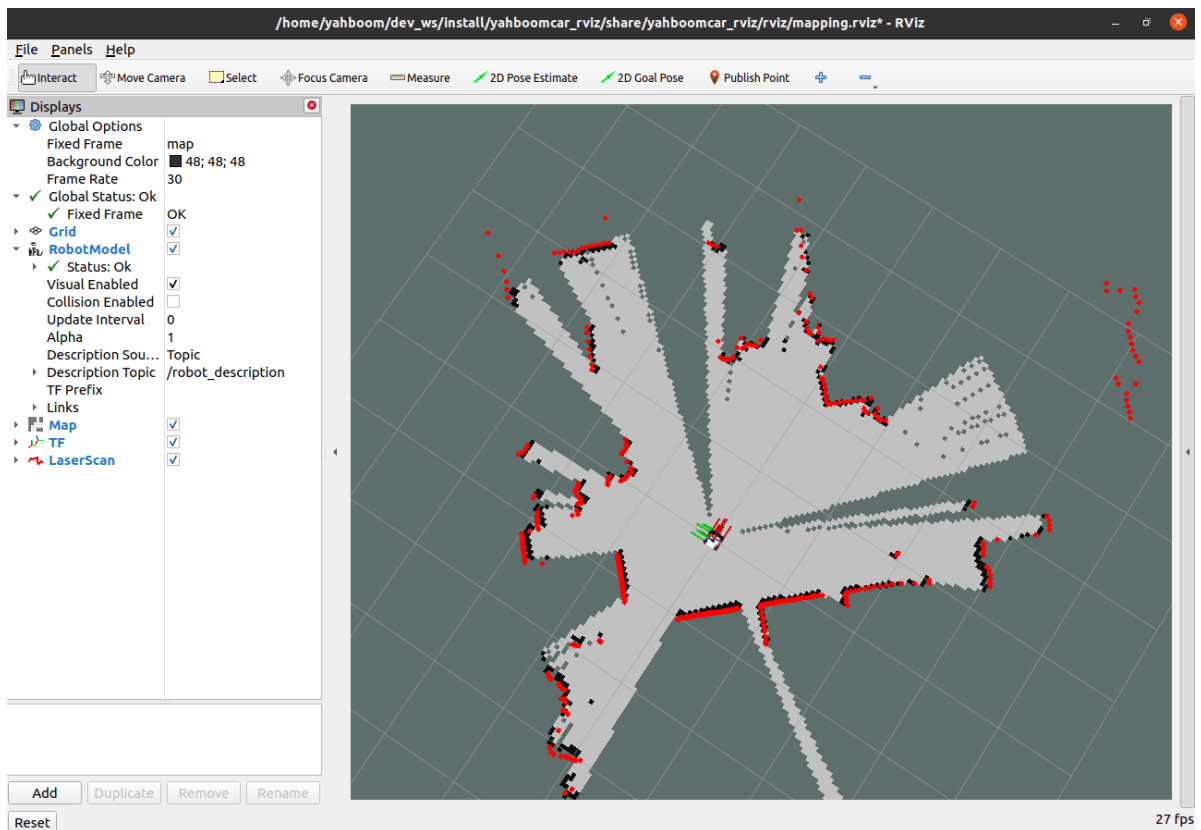 /home/yahboom/dev_ws/install/yahboomcar_rviz/share/yahboomcar_rviz/rviz/mapping.rviz* - RViz
File Panels Help
Interact Move Camera Select Focus Camera Measure 2D Pose Estimate 2D Goal Pose Publish Point
Displays
Global Options
Fixed Frame map
Background Color 48; 48; 48
Frame Rate 30
Global Status: Ok
Fixed Frame OK
Grid
RobotModel
Status: Ok
Visual Enabled
Collision Enabled
Update Interval 0
Alpha 1
Description Sou... Topic
Description Topic /robot_description
TF Prefix
Links
Map
TF
LaserScan
Add Duplicate Remove Rename
Reset 27 fps